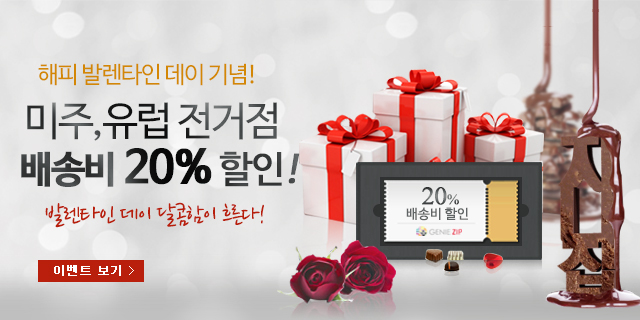 해피 발렌타인 데이 기념!
미주,유럽 전거점
배송비 20% 할인!
발렌타인 데이 달콤함이 흐른다!
이벤트 보기 >
20%
배송비 할인
GENIE ZIP
지니집